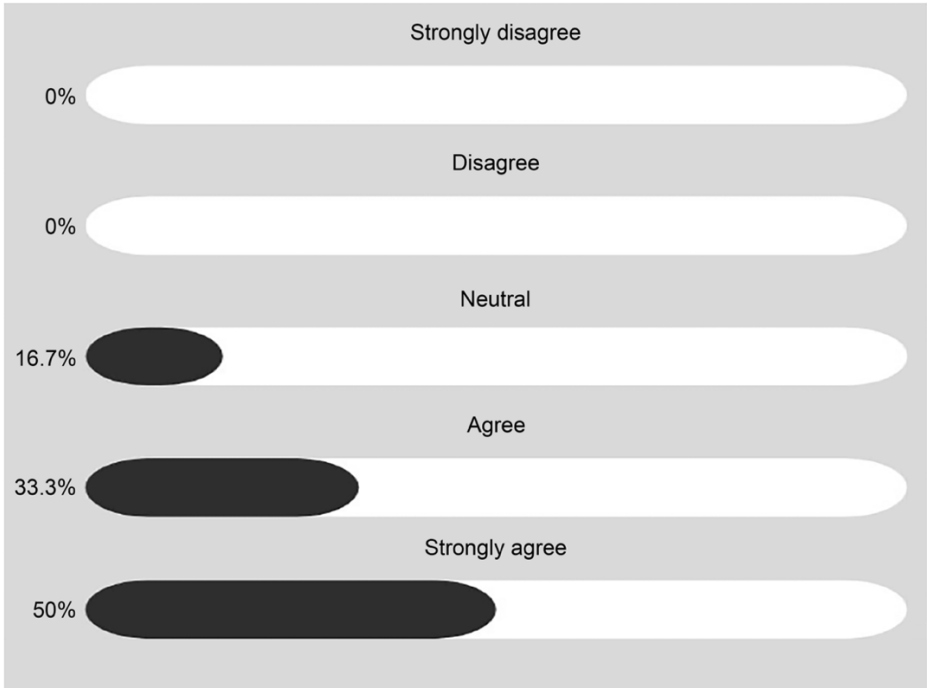 Strongly disagree
0%
Disagree
0%
Neutral
16.7%
Agree
33.3%
Strongly agree
50%